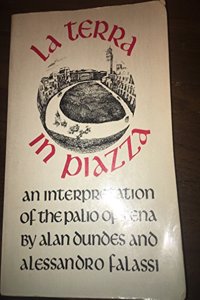 la terra
in piazza
an interpretation
of the palio of siena
by alan dundes and
alessandro falassi